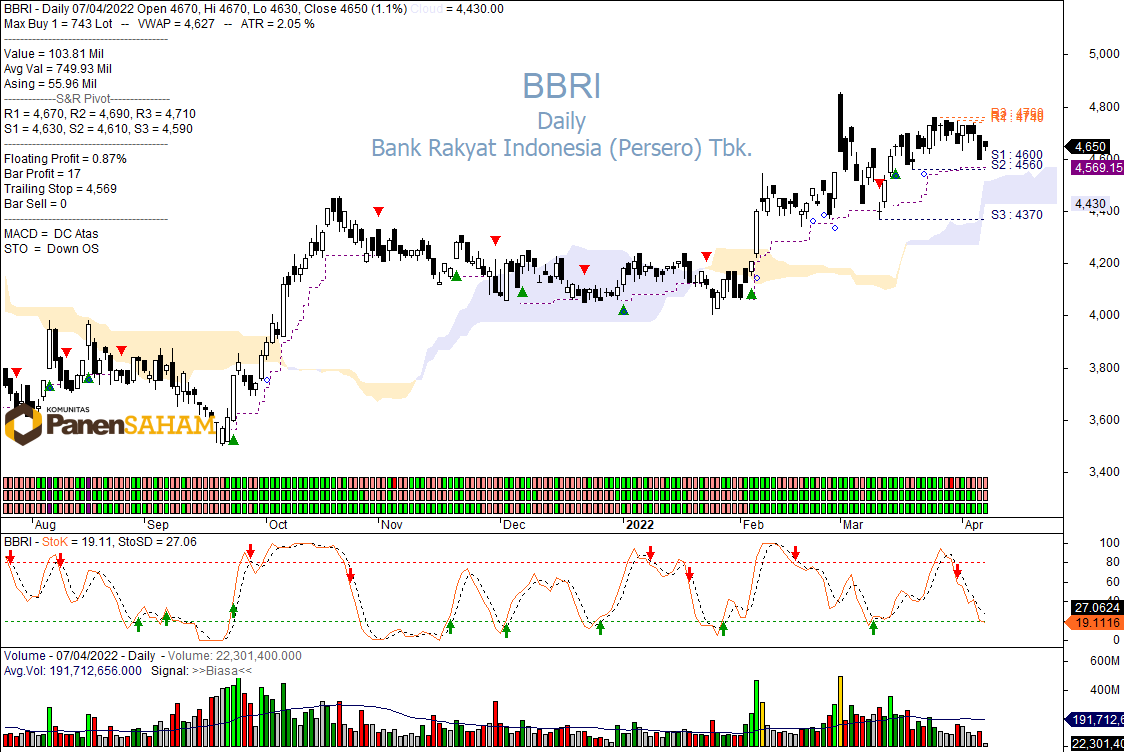 BBRI - Daily 07/04/2022 Open 4670, Hi 4670, Lo 4630, Close 4650 (1.1%) Cloud = 4,430.00
Max Buy 1 = 743 Lot -- VWAP = 4,627 -- ATR = 2.05 %
Value = 103.81 Mil
Avg Val = 749.93 Mil
Asing = 55.96 Mil
-------------S&R Pivot---------------
R1 = 4,670, R2 = 4,690, R3 = 4,710
S1 = 4,630, S2 = 4,610, S3 = 4,590
Floating Profit = 0.87%
Bar Profit = 17
Trailing Stop = 4,569
Bar Sell = 0
MACD = DC Atas
STO = Down OS
BBRI
Daily
Bank Rakyat Indonesia (Persero) Tbk.
5,000
4,800
R2 : 4760
R1 : 4740
4,650
S1 : 4600
4,600
S2 : 4560
4,569.15
4,430
4,400
S3 : 4370
4,200
4,000
3,800
3,600
3,400
KOMUNITAS
PanenSAHAM
Aug Sep Oct Nov Dec 2022 Feb Mar Apr
BBRI - StoK = 19.11, StoSD = 27.06
100
80
60
40
27.0624
19.1116
0
Volume - 07/04/2022 - Daily - Volume: 22,301,400.000
Avg.Vol: 191,712,656.000 Signal: >>Biasa<<
600M
400M
191,712,6
22,301,40